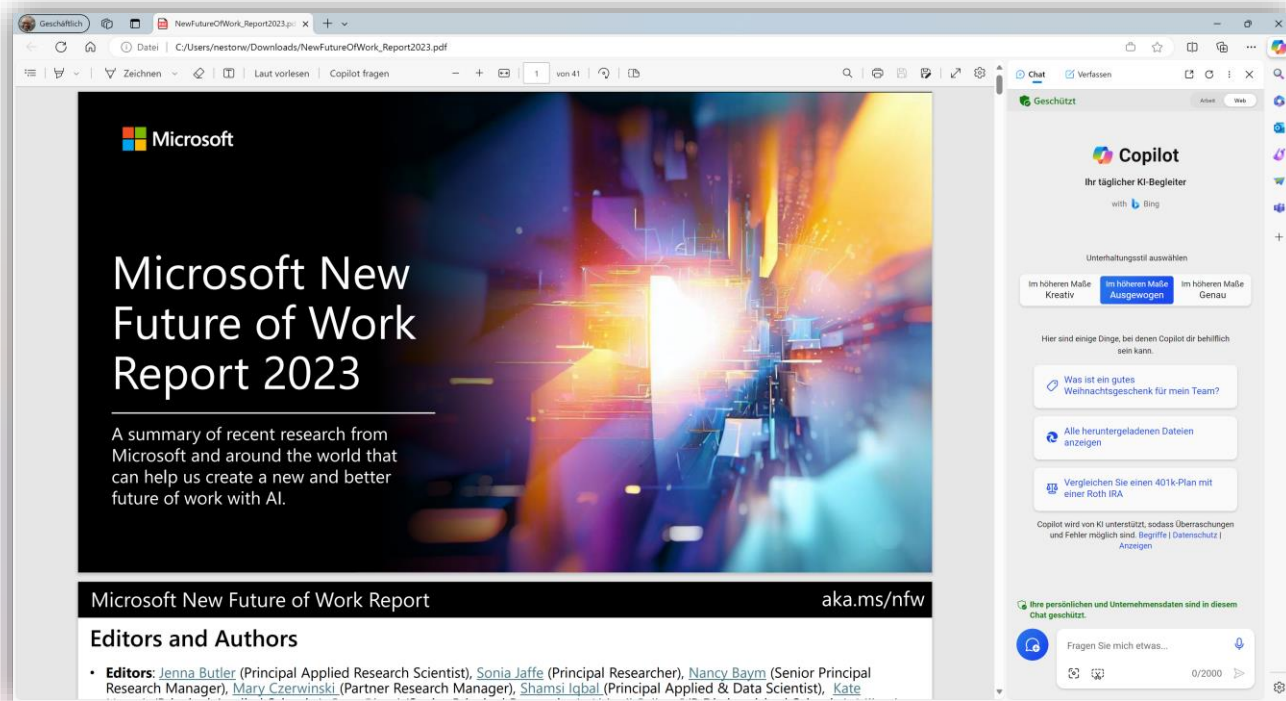 Geschäftlich
NewFutureOfWork_Report2023.pd
Datei C:/Users/nestorw/Downloads/NewFutureOfWork_Report2023.pdf
Zeichnen Laut vorlesen Copilot fragen 1 von 41
Microsoft
Microsoft New
Future of Work
Report 2023
A summary of recent research from
Microsoft and around the world that
can help us create a new and better
future of work with AI.
Microsoft New Future of Work Report aka.ms/nfw
Editors and Authors
• Editors: Jenna Butler (Principal Applied Research Scientist), Sonia Jaffe (Principal Researcher), Nancy Baym (Senior Principal
Research Manager), Mary Czerwinski (Partner Research Manager), Shamsi Iqbal (Principal Applied & Data Scientist), Kate
Chat Verfassen
Geschützt Arbeit Web
Copilot
Ihr täglicher KI-Begleiter
with Bing
Unterhaltungsstil auswählen
Im höheren Maße Kreativ
Im höheren Maße Ausgewogen
Im höheren Maße Genau
Hier sind einige Dinge, bei denen Copilot dir behilflich
sein kann.
Was ist ein gutes
Weihnachtsgeschenk für mein Team?
Alle heruntergeladenen Dateien
anzeigen
Vergleichen Sie einen 401k-Plan mit
einer Roth IRA
Copilot wird von KI unterstützt, sodass Überraschungen
und Fehler möglich sind. Begriffe | Datenschutz |
Anzeigen
Ihre persönlichen und Unternehmensdaten sind in diesem
Chat geschützt.
Fragen Sie mich etwas...
0/2000